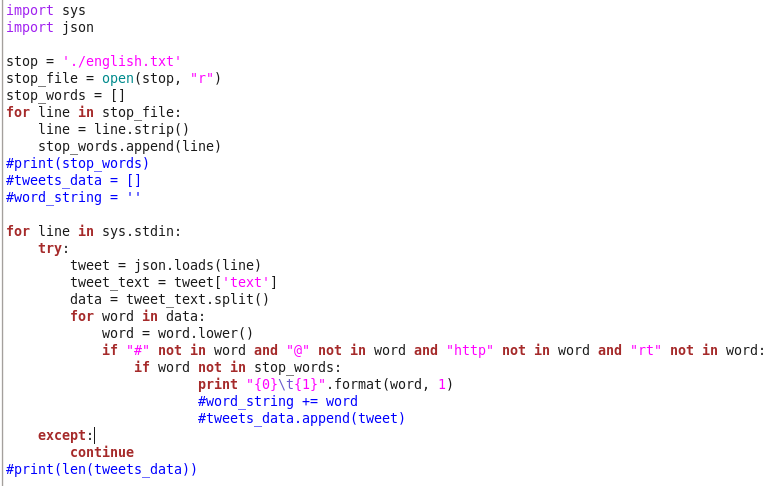 import sys
import json

stop = './english.txt'
stop_file = open(stop, "r")
stop_words = []
for line in stop_file:
    line = line.strip()
    stop_words.append(line)
#print(stop_words)
#tweets_data = []
#word_string = ''

for line in sys.stdin:
    try:
        tweet = json.loads(line)
        tweet_text = tweet['text']
        data = tweet_text.split()
        for word in data:
            word = word.lower()
            if "#" not in word and "@" not in word and "http" not in word and "rt" not in word:
                if word not in stop_words:
                        print "{0}\t{1}".format(word, 1)
                        #word_string += word
                        #tweets_data.append(tweet)
    except:
        continue
#print(len(tweets_data))